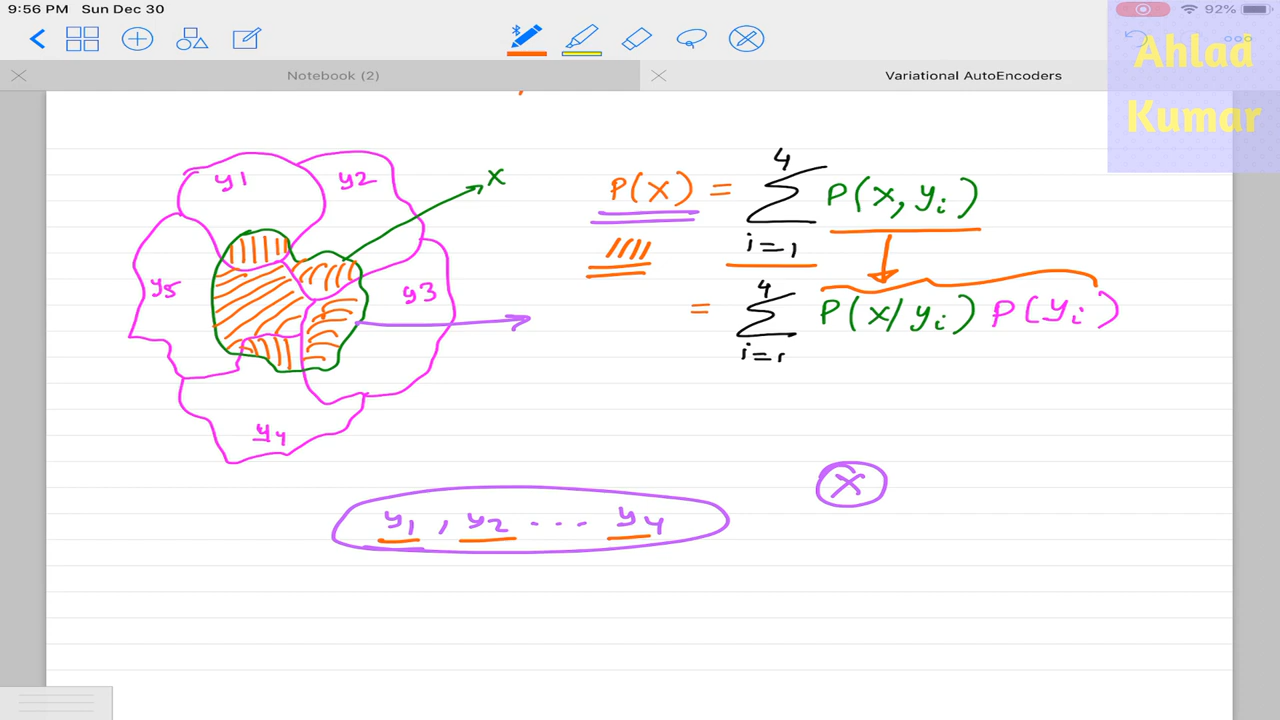 9:56 PM Sun Dec 30 92%
Notebook (2) Variational AutoEncoders
Ahlad
Kumar
y1 y2 x
y5 y3
y4
P(x) = 4 ∑ i=1 P(x, yi)
= 4 ∑ i=1 P(x/yi) P(yi)
x
y1 , y2 ... y4